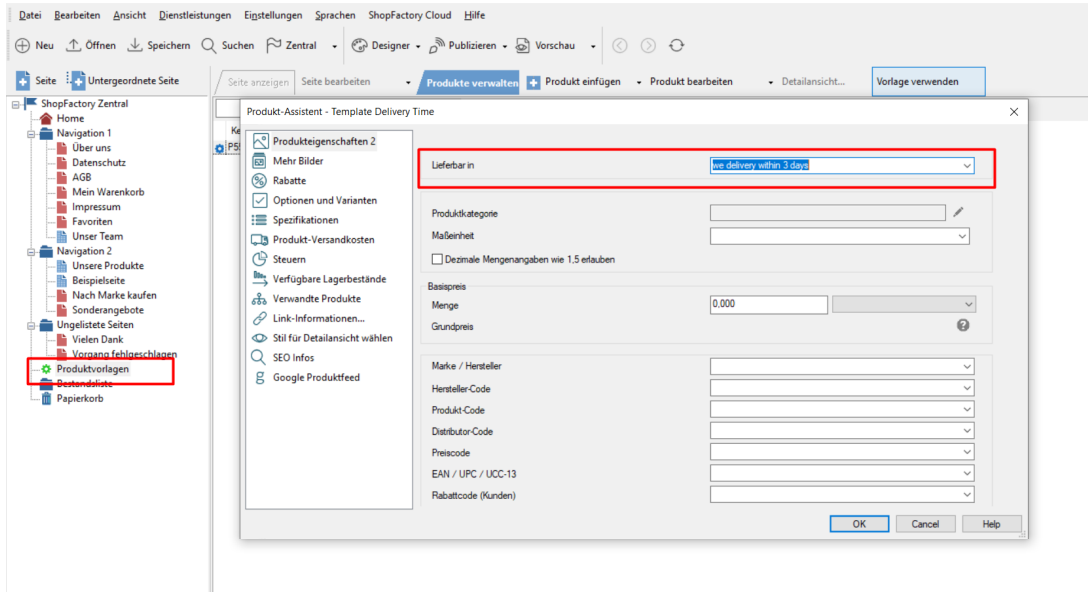 Datei Bearbeiten Ansicht Dienstleistungen Einstellungen Sprachen ShopFactory Cloud Hilfe
Neu Öffnen Speichern Suchen Zentral Designer Publizieren Vorschau
Seite Untergeordnete Seite Seite anzeigen Seite bearbeiten Produkte verwalten Produkt einfügen Produkt bearbeiten Detailansicht... Vorlage verwenden
ShopFactory Zentral
Home
Navigation 1
Über uns
Datenschutz
AGB
Mein Warenkorb
Impressum
Favoriten
Unser Team
Navigation 2
Unsere Produkte
Beispielseite
Nach Marke kaufen
Sonderangebote
Ungelistete Seiten
Vielen Dank
Vorgang fehlgeschlagen
Produktvorlagen
Bestandsliste
Papierkorb
Produkt-Assistent - Template Delivery Time
Produkteigenschaften 2
Mehr Bilder
Rabatte
Optionen und Varianten
Spezifikationen
Produkt-Versandkosten
Steuern
Verfügbare Lagerbestände
Verwandte Produkte
Link-Informationen...
Stil für Detailansicht wählen
SEO Infos
Google Produktfeed
Lieferbar in we delivery within 3 days
Produktkategorie
Maßeinheit
Dezimale Mengenangaben wie 1,5 erlauben
Basispreis
Menge 0,000
Grundpreis
Marke / Hersteller
Hersteller-Code
Produkt-Code
Distributor-Code
Preiscode
EAN / UPC / UCC-13
Rabattcode (Kunden)
OK Cancel Help